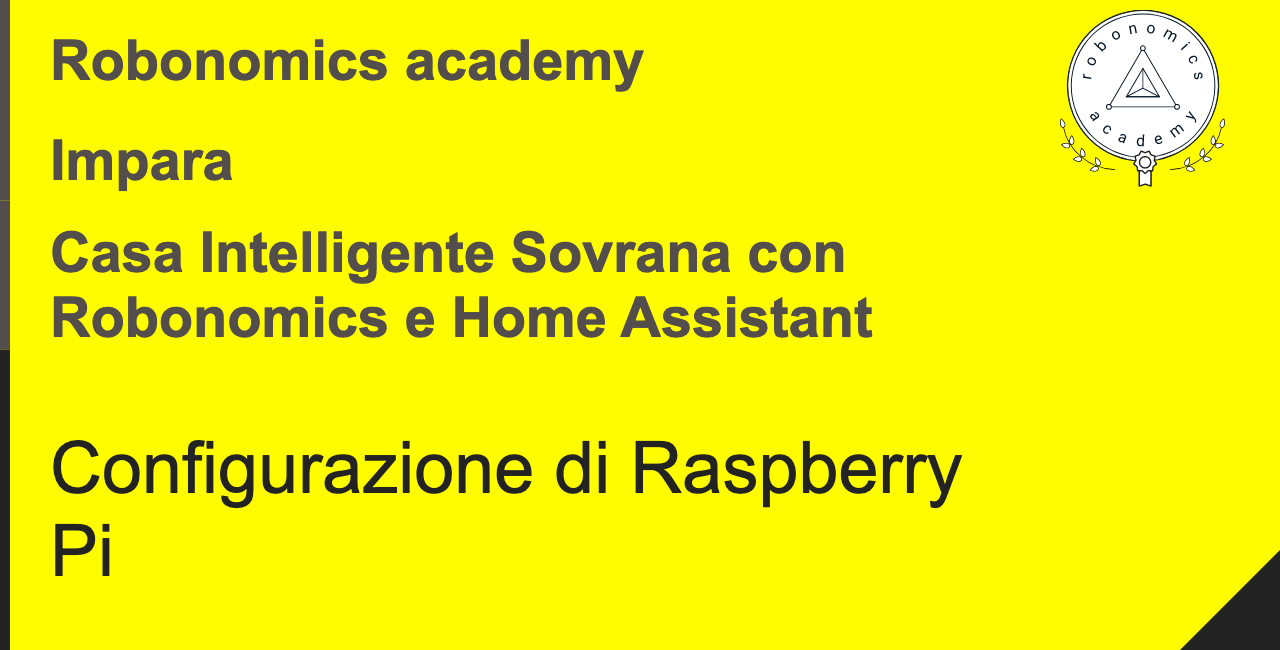 Robonomics academy
robonomics
academy
Impara
Casa Intelligente Sovrana con
Robonomics e Home Assistant
Configurazione di Raspberry
Pi